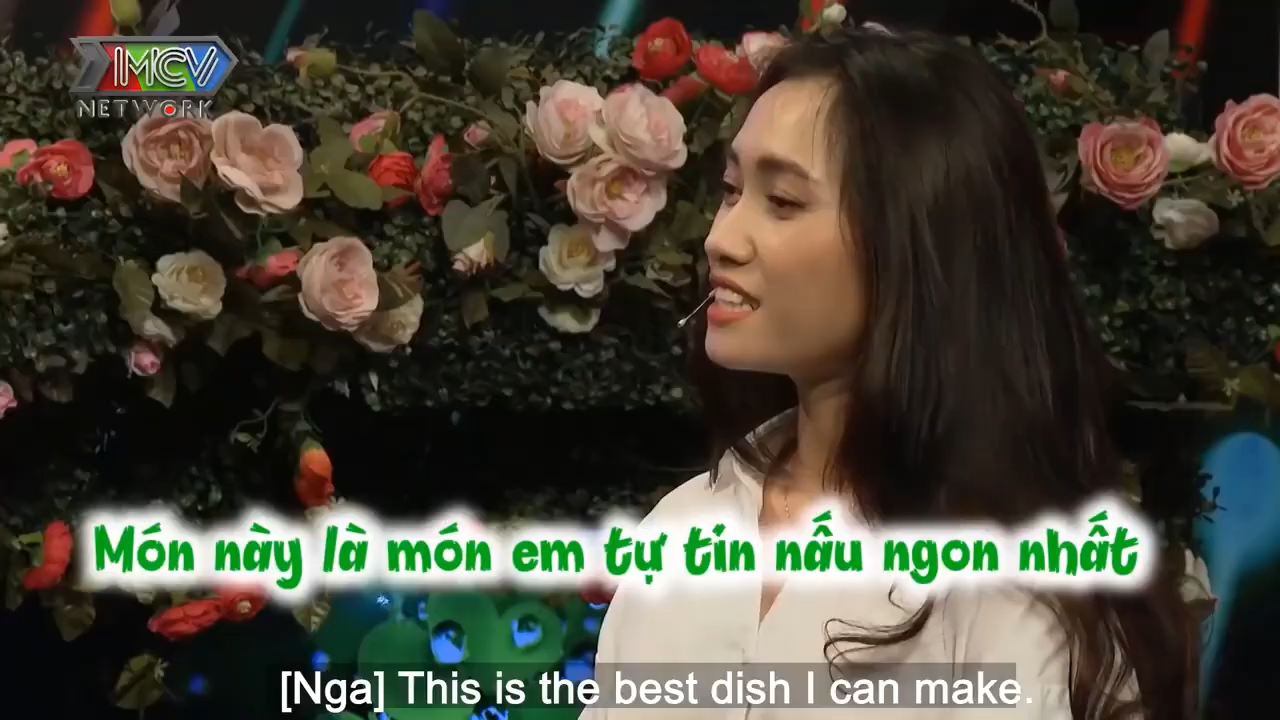 MCV
NETWORK
Món này là món em tự tin nấu ngon nhất
[Nga] This is the best dish I can make.